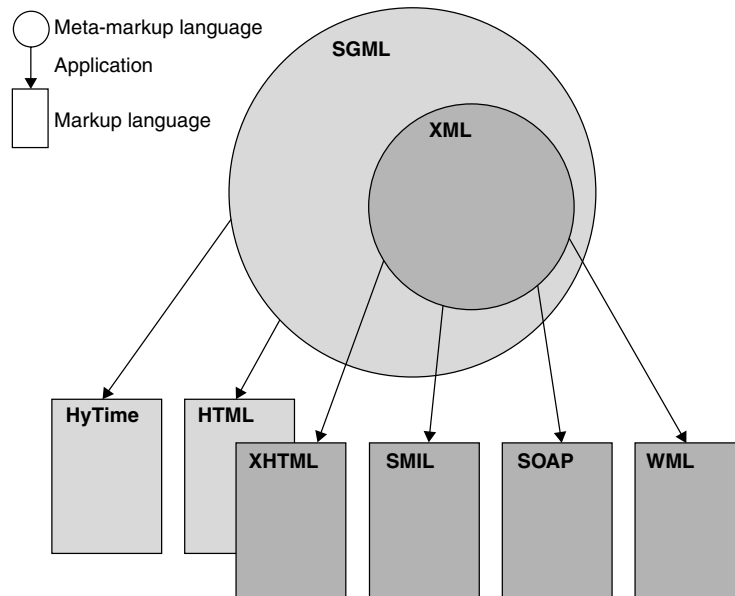 Meta-markup language
Application
Markup language
SGML
XML
HyTime
HTML
XHTML
SMIL
SOAP
WML